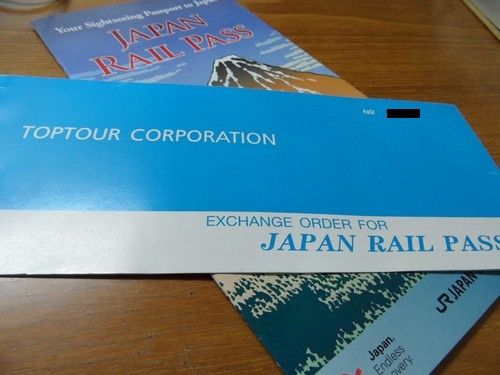 Your Sightseeing Passport to Japan
JAPAN
RAIL PASS
NO
TOPTOUR CORPORATION
EXCHANGE ORDER FOR
JAPAN RAIL PASS
JR JAPAN
Japan.
Endless